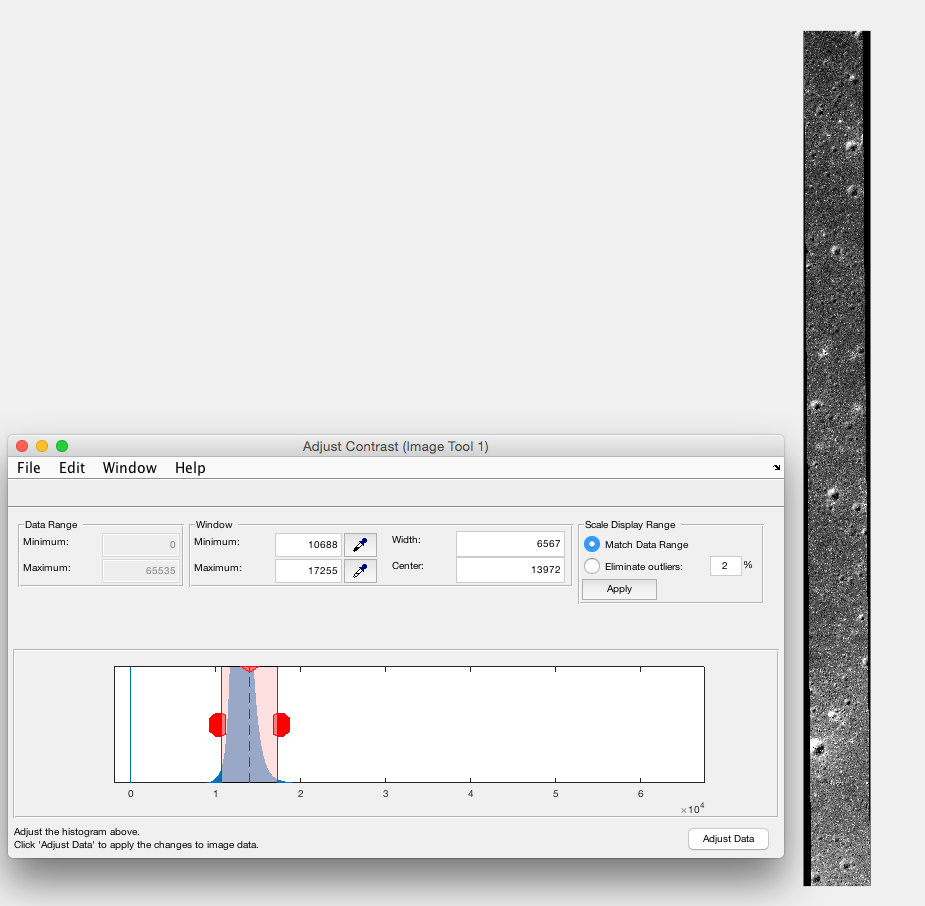 Adjust Contrast (Image Tool 1)
File Edit Window Help
Data Range
Minimum: 0
Maximum: 65535
Window
Minimum: 10688
Maximum: 17255
Width: 6567
Center: 13972
Scale Display Range
Match Data Range
Eliminate outliers: 2 %
Apply
0 1 2 3 4 5 6
×10⁴
Adjust the histogram above.
Click 'Adjust Data' to apply the changes to image data.
Adjust Data